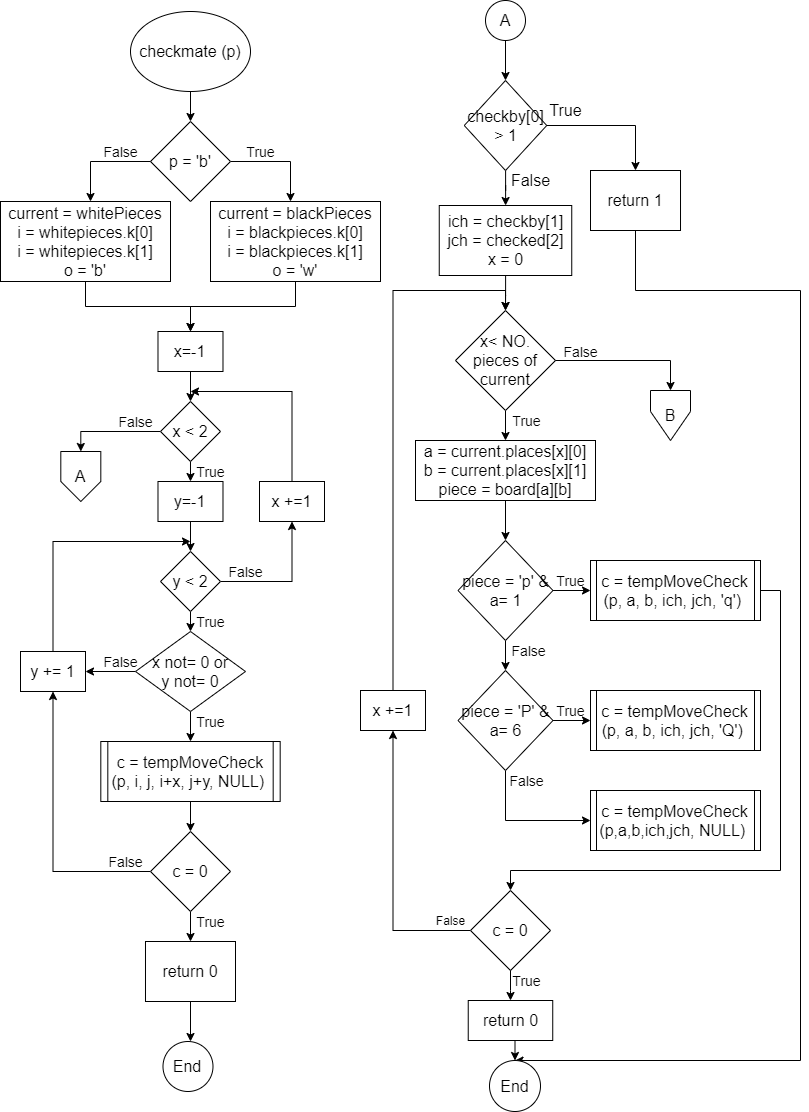 checkmate (p)
p = 'b'
False
True
current = whitePieces
i = whitepieces.k[0]
i = whitepieces.k[1]
o = 'b'
current = blackPieces
i = blackpieces.k[0]
i = blackpieces.k[1]
o = 'w'
x=-1
x < 2
False
A
True
y=-1
x +=1
y < 2
False
True
x not= 0 or
y not= 0
False
y += 1
True
c = tempMoveCheck
(p, i, j, i+x, j+y, NULL)
c = 0
False
True
return 0
End
A
checkby[0]
> 1
True
return 1
False
ich = checkby[1]
jch = checked[2]
x = 0
x< NO.
pieces of
current
False
B
True
a = current.places[x][0]
b = current.places[x][1]
piece = board[a][b]
piece = 'p' &
a= 1
True
c = tempMoveCheck
(p, a, b, ich, jch, 'q')
False
piece = 'P' &
a= 6
True
c = tempMoveCheck
(p, a, b, ich, jch, 'Q')
False
c = tempMoveCheck
(p,a,b,ich,jch, NULL)
x +=1
c = 0
False
True
return 0
End